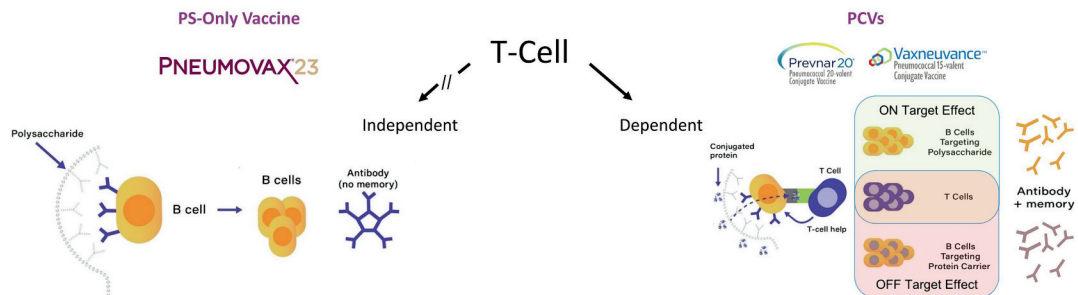 PS-Only Vaccine
PNEUMOVAX®23
T-Cell
//
Independent
Dependent
Polysaccharide
B cell
B cells
Antibody
(no memory)
PCVs
Prevnar 20™
Pneumococcal 20-valent
Conjugate Vaccine
Vaxneuvance™
Pneumococcal 15-valent
Conjugate Vaccine
Conjugated
protein
T Cell
T-cell help
ON Target Effect
B Cells
Targeting
Polysaccharide
T Cells
B Cells
Targeting
Protein Carrier
OFF Target Effect
Antibody
+ memory